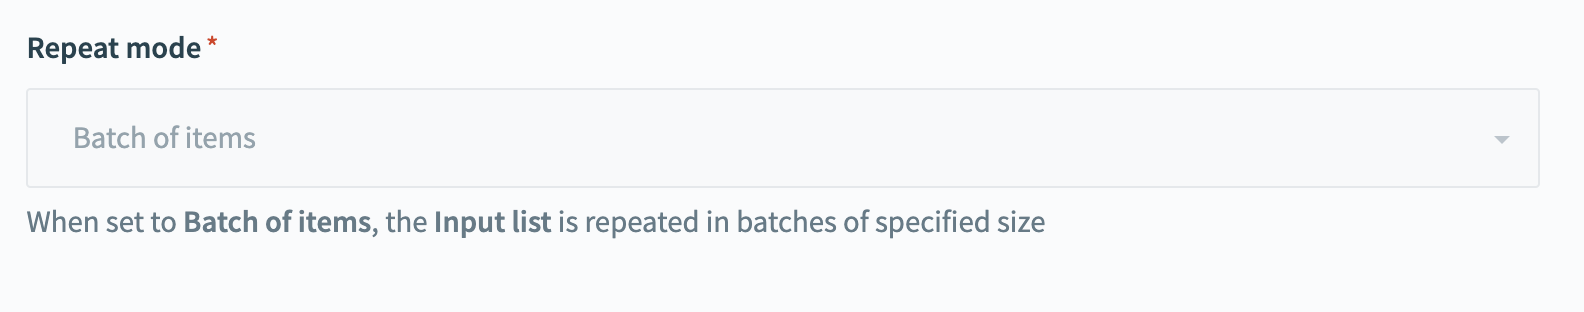 Repeat mode *
Batch of items
When set to Batch of items, the Input list is repeated in batches of specified size